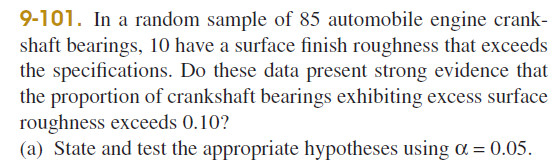 9-101. In a random sample of 85 automobile engine crank-
shaft bearings, 10 have a surface finish roughness that exceeds
the specifications. Do these data present strong evidence that
the proportion of crankshaft bearings exhibiting excess surface
roughness exceeds 0.10?
(a) State and test the appropriate hypotheses using α = 0.05.